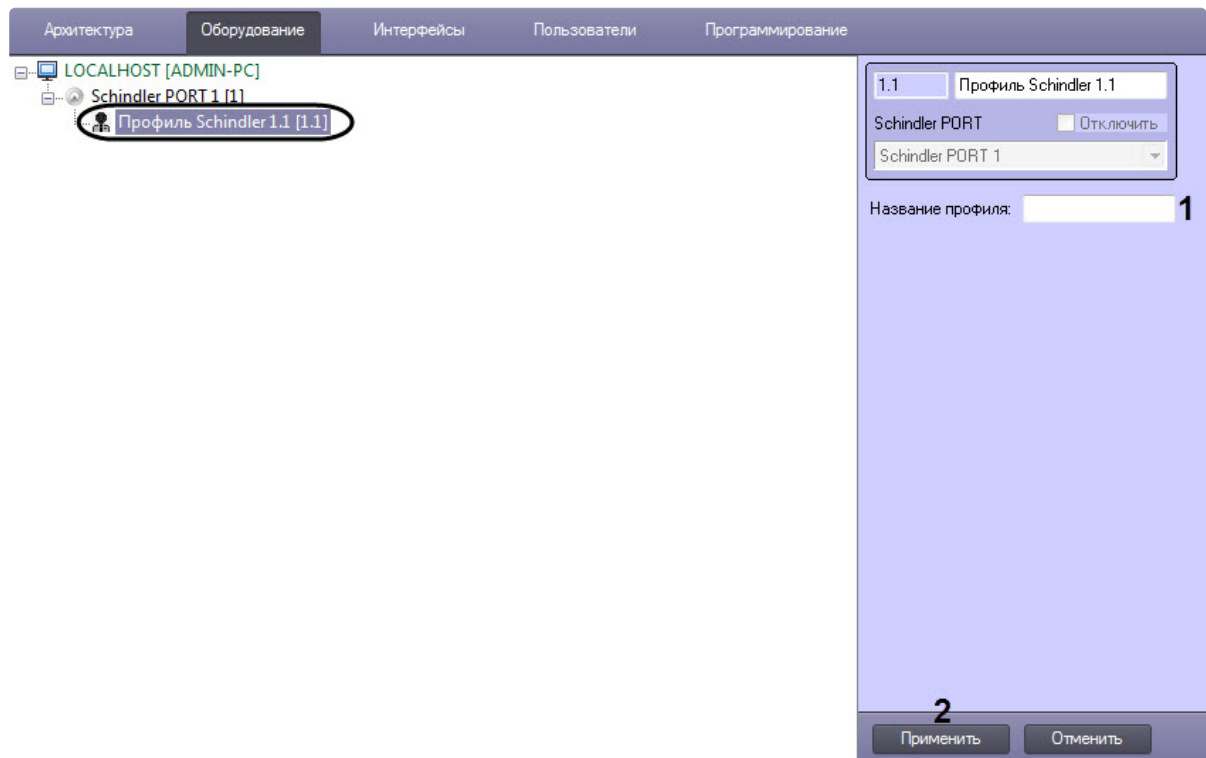 Архитектура Оборудование Интерфейсы Пользователи Программирование
LOCALHOST [ADMIN-PC]
Schindler PORT 1 [1]
Профиль Schindler 1.1 [1.1]
1.1 Профиль Schindler 1.1
Schindler PORT Отключить
Schindler PORT 1
Название профиля: 1
2
Применить Отменить